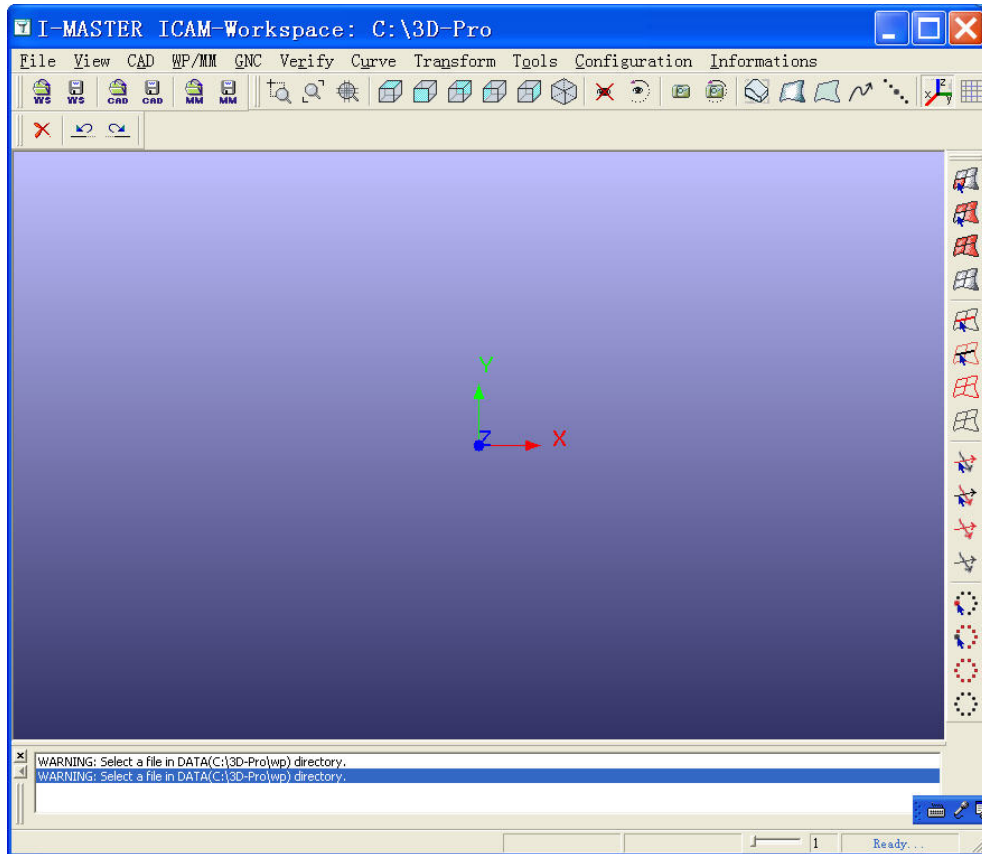 I-MASTER ICAM-Workspace: C:\3D-Pro
File View CAD WP/MM GNC Verify Curve Transform Tools Configuration Informations
WS WS CAD CAD MM MM
X Z Y
Y
Z X
WARNING: Select a file in DATA(C:\3D-Pro\wp) directory.
WARNING: Select a file in DATA(C:\3D-Pro\wp) directory.
1 Ready...